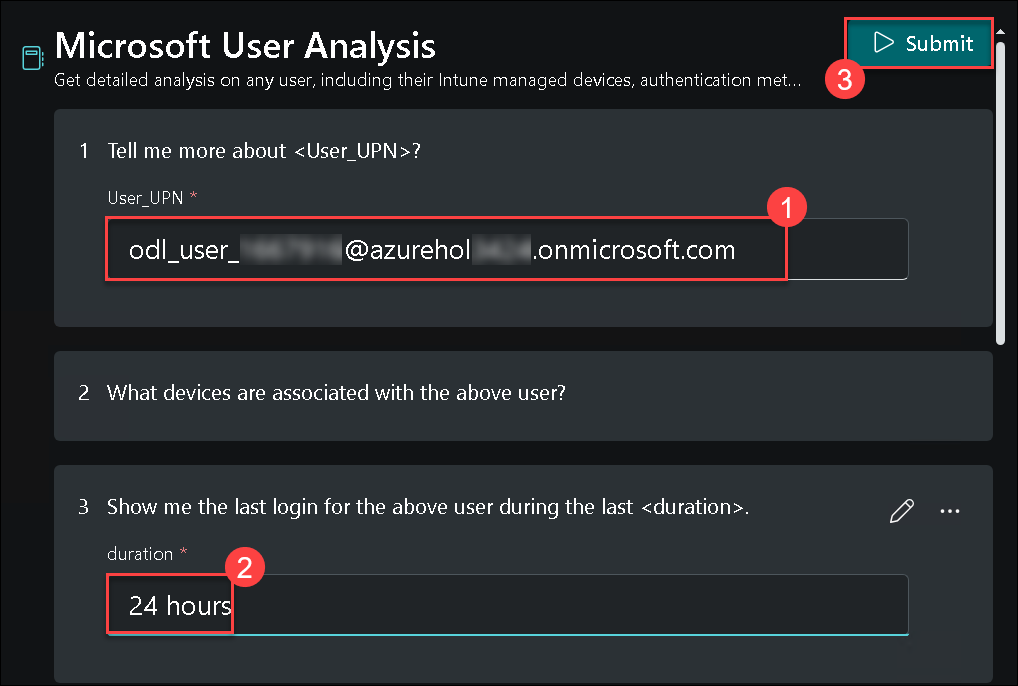 Microsoft User Analysis
Submit
Get detailed analysis on any user, including their Intune managed devices, authentication met...
3
1 Tell me more about <User_UPN>?
User_UPN *
1
odl_user_ @azurehol .onmicrosoft.com
2 What devices are associated with the above user?
3 Show me the last login for the above user during the last <duration>.
...
duration *
2
24 hours